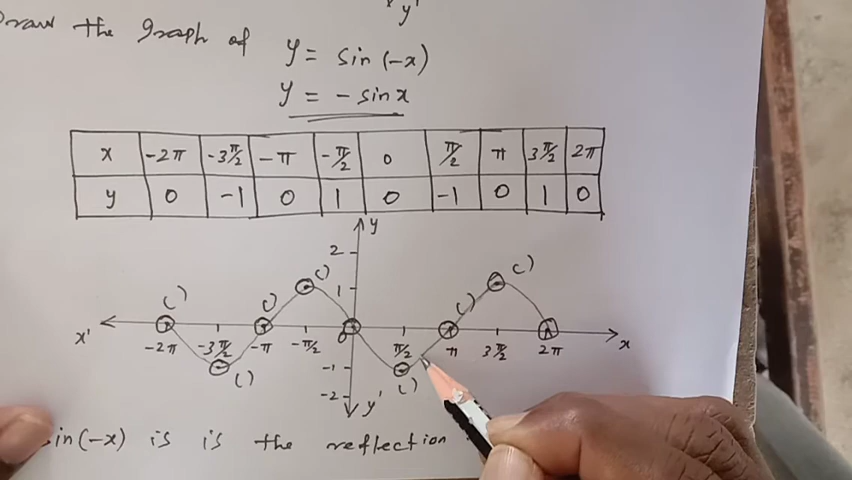 y'
Draw the graph of y = sin(-x)
y = - sinx
x -2π -3π/2 -π -π/2 0 π/2 π 3π/2 2π
y 0 -1 0 1 0 -1 0 1 0
y
2
( ) ( )
( ) ( ) 1 ( )
x' 0 x
-2π -3π/2 -π -π/2 π/2 π 3π/2 2π
( ) -1 ( )
-2 y'
sin(-x) is is the reflection